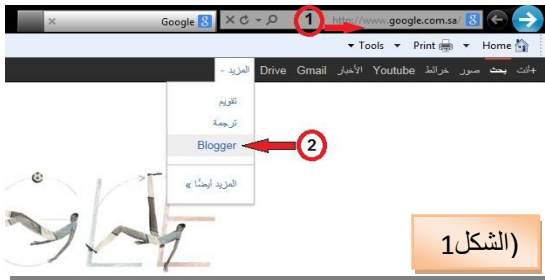 Google
1
http://www.google.com.sa/
Tools Print Home
+أنت بحث صور خرائط Youtube الأخبار Gmail Drive المزيد
تقويم
ترجمة
Blogger
2
المزيد أيضًا »
(الشكل1